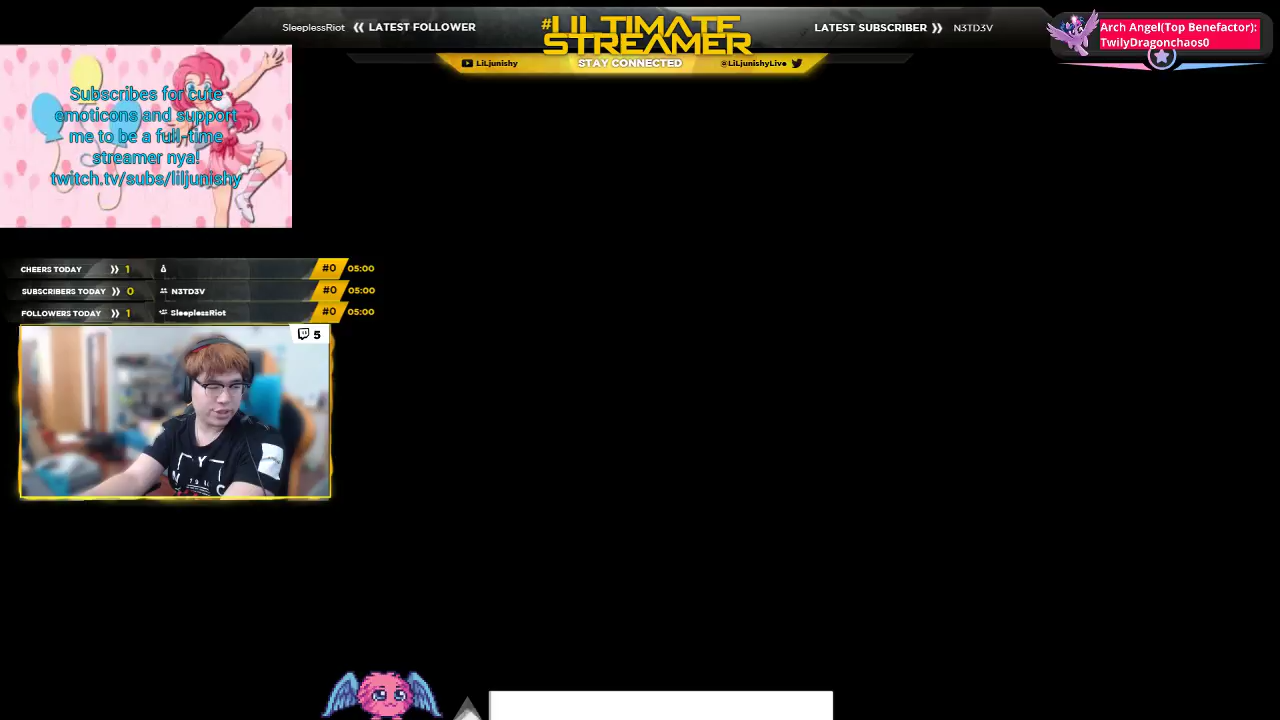 SleeplessRiot << LATEST FOLLOWER
#ULTIMATE
STREAMER
LATEST SUBSCRIBER >> N3TD3V
Arch Angel(Top Benefactor):
TwilyDragonchaos0
LiLjunishy
STAY CONNECTED
@LiLjunishyLive
Subscribes for cute
emoticons and support
me to be a full-time
streamer nya!
twitch.tv/subs/liljunishy
CHEERS TODAY >> 1 #0 05:00
SUBSCRIBERS TODAY >> 0 N3TD3V #0 05:00
FOLLOWERS TODAY >> 1 SleeplessRiot #0 05:00
5